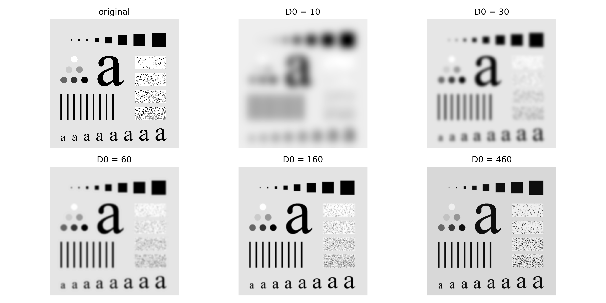 original D0 = 10 D0 = 30
a a a
a a a a a a a a a a a a a a a a a a a a a a a a
D0 = 60 D0 = 160 D0 = 460
a a a
a a a a a a a a a a a a a a a a a a a a a a a a